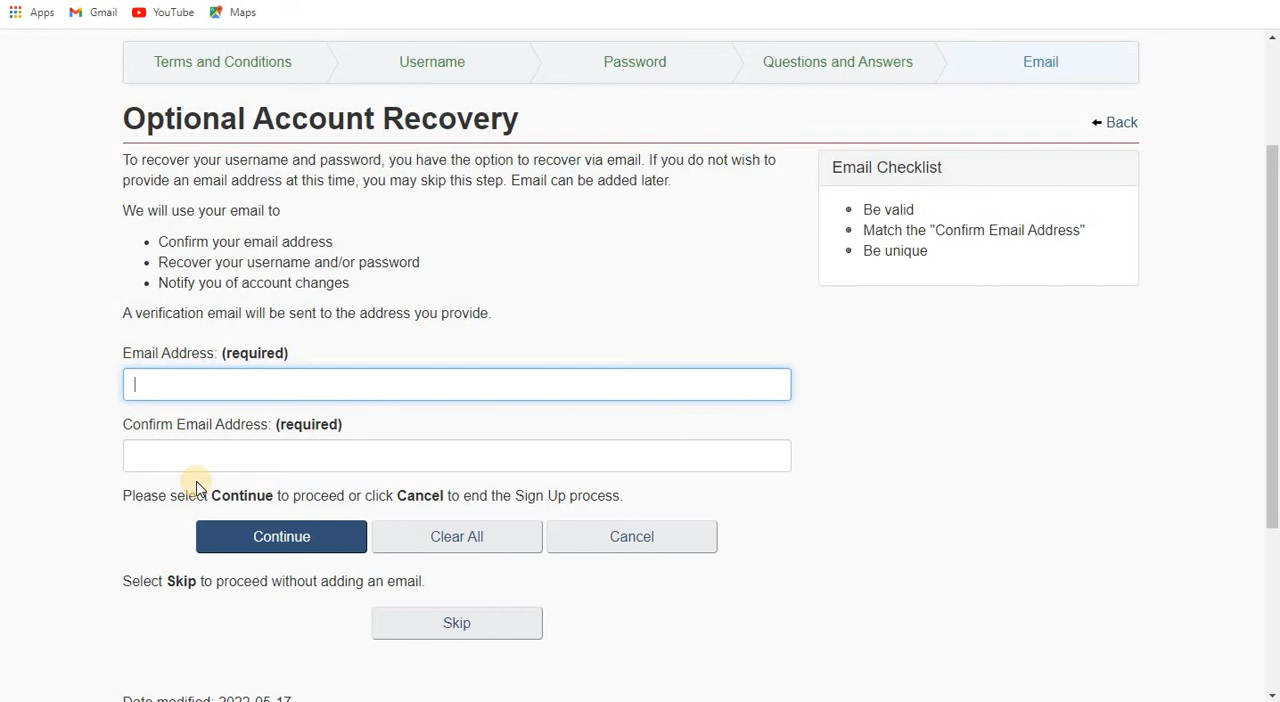 Apps Gmail YouTube Maps
Terms and Conditions Username Password Questions and Answers Email
Optional Account Recovery
Back
To recover your username and password, you have the option to recover via email. If you do not wish to
provide an email address at this time, you may skip this step. Email can be added later.
We will use your email to
• Confirm your email address
• Recover your username and/or password
• Notify you of account changes
A verification email will be sent to the address you provide.
Email Checklist
• Be valid
• Match the "Confirm Email Address"
• Be unique
Email Address: (required)
Confirm Email Address: (required)
Please select Continue to proceed or click Cancel to end the Sign Up process.
Continue Clear All Cancel
Select Skip to proceed without adding an email.
Skip
Date modified: 2022-05-17